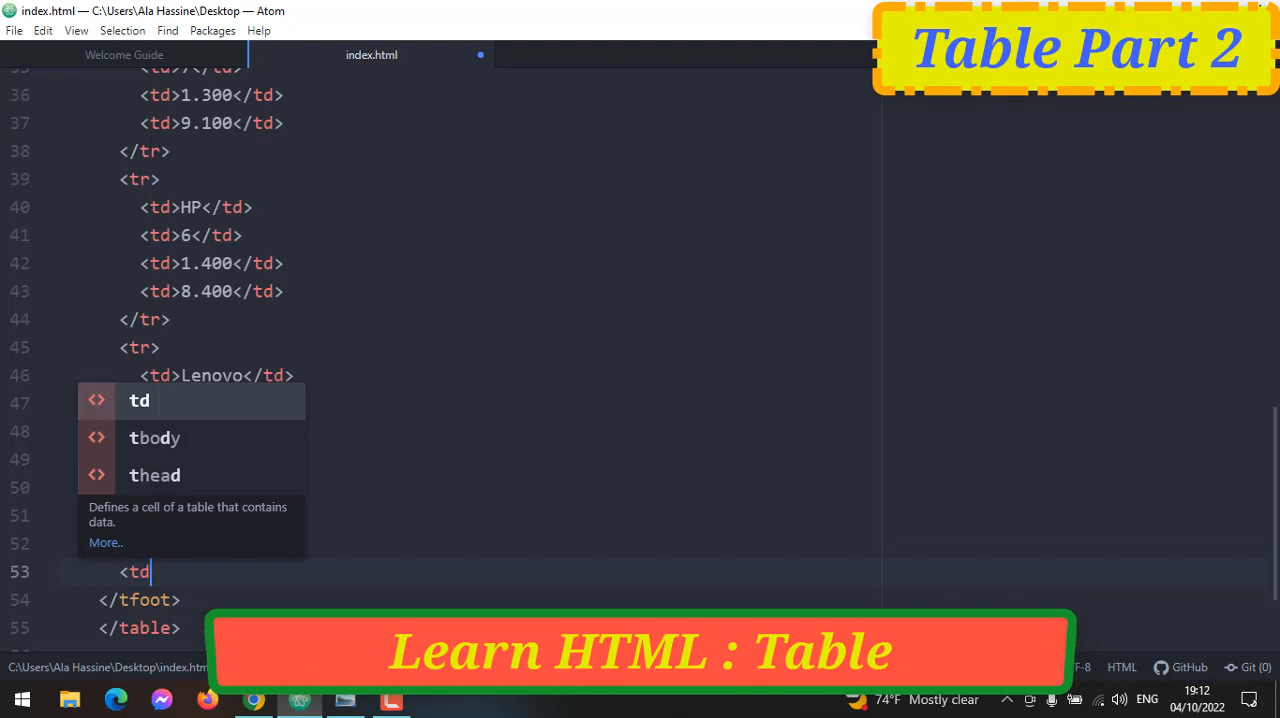 index.html — C:\Users\Ala Hassine\Desktop — Atom
File Edit View Selection Find Packages Help
Table Part 2
Welcome Guide
index.html
<td>7</td>
36 <td>1.300</td>
37 <td>9.100</td>
38 </tr>
39 <tr>
40 <td>HP</td>
41 <td>6</td>
42 <td>1.400</td>
43 <td>8.400</td>
44 </tr>
45 <tr>
46 <td>Lenovo</td>
47
48
49
50
51
52
<> td
<> tbody
<> thead
Defines a cell of a table that contains
data.
More..
53 <td
54 </tfoot>
55 </table>
Learn HTML : Table
C:\Users\Ala Hassine\Desktop\index.htm
HTML GitHub Git (0)
74°F Mostly clear
ENG
19:12
04/10/2022